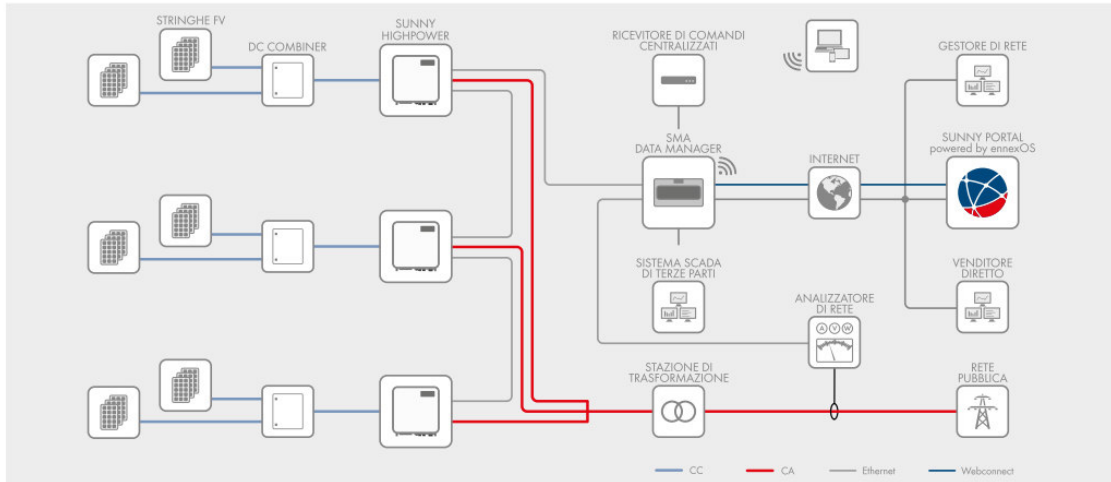 STRINGHE FV
DC COMBINER
SUNNY
HIGHPOWER
RICEVITORE DI COMANDI
CENTRALIZZATI
GESTORE DI RETE
SMA
DATA MANAGER
INTERNET
SUNNY PORTAL
powered by ennexOS
SISTEMA SCADA
DI TERZE PARTI
ANALIZZATORE
DI RETE
A V W
VENDITORE
DIRETTO
STAZIONE DI
TRASFORMAZIONE
RETE
PUBBLICA
CC
CA
Ethernet
Webconnect